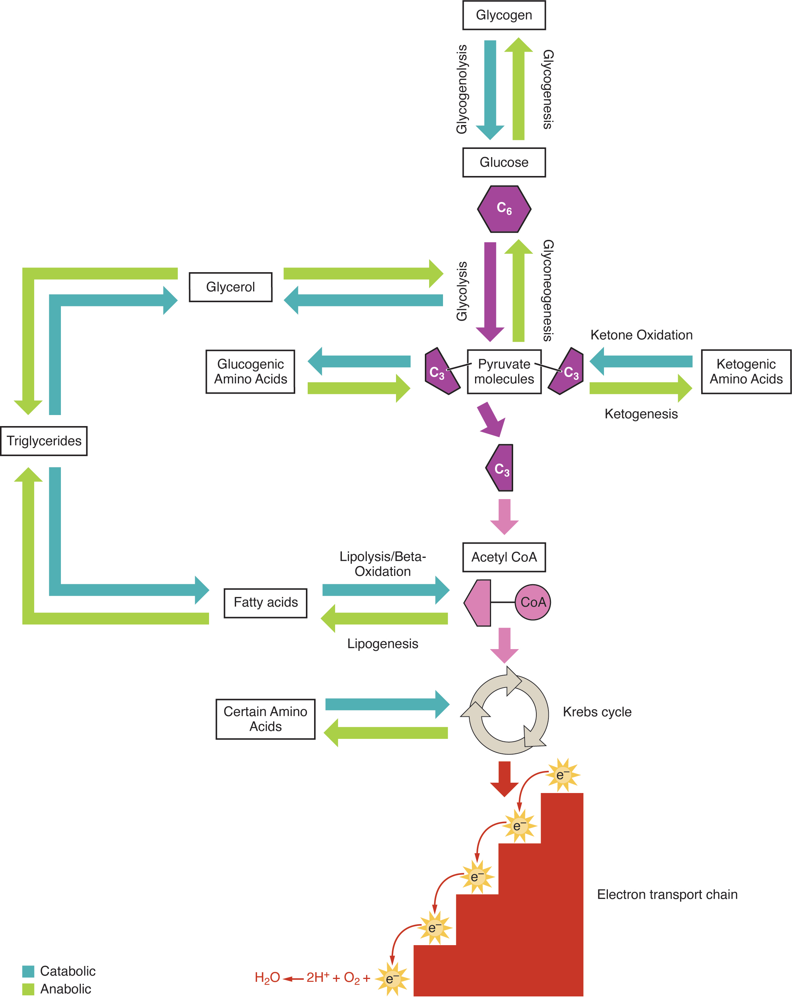 Glycogen
Glycogenolysis
Glycogenesis
Glucose
C6
Glycolysis
Glyconeogenesis
Glycerol
Ketone Oxidation
Glucogenic
Amino Acids
C3
Pyruvate
molecules
C3
Ketogenic
Amino Acids
Ketogenesis
Triglycerides
C3
Acetyl CoA
Lipolysis/Beta-
Oxidation
Fatty acids
CoA
Lipogenesis
Certain Amino
Acids
Krebs cycle
e−
e−
e−
Electron transport chain
e−
H2O ← 2H+ + O2 + e−
Catabolic
Anabolic